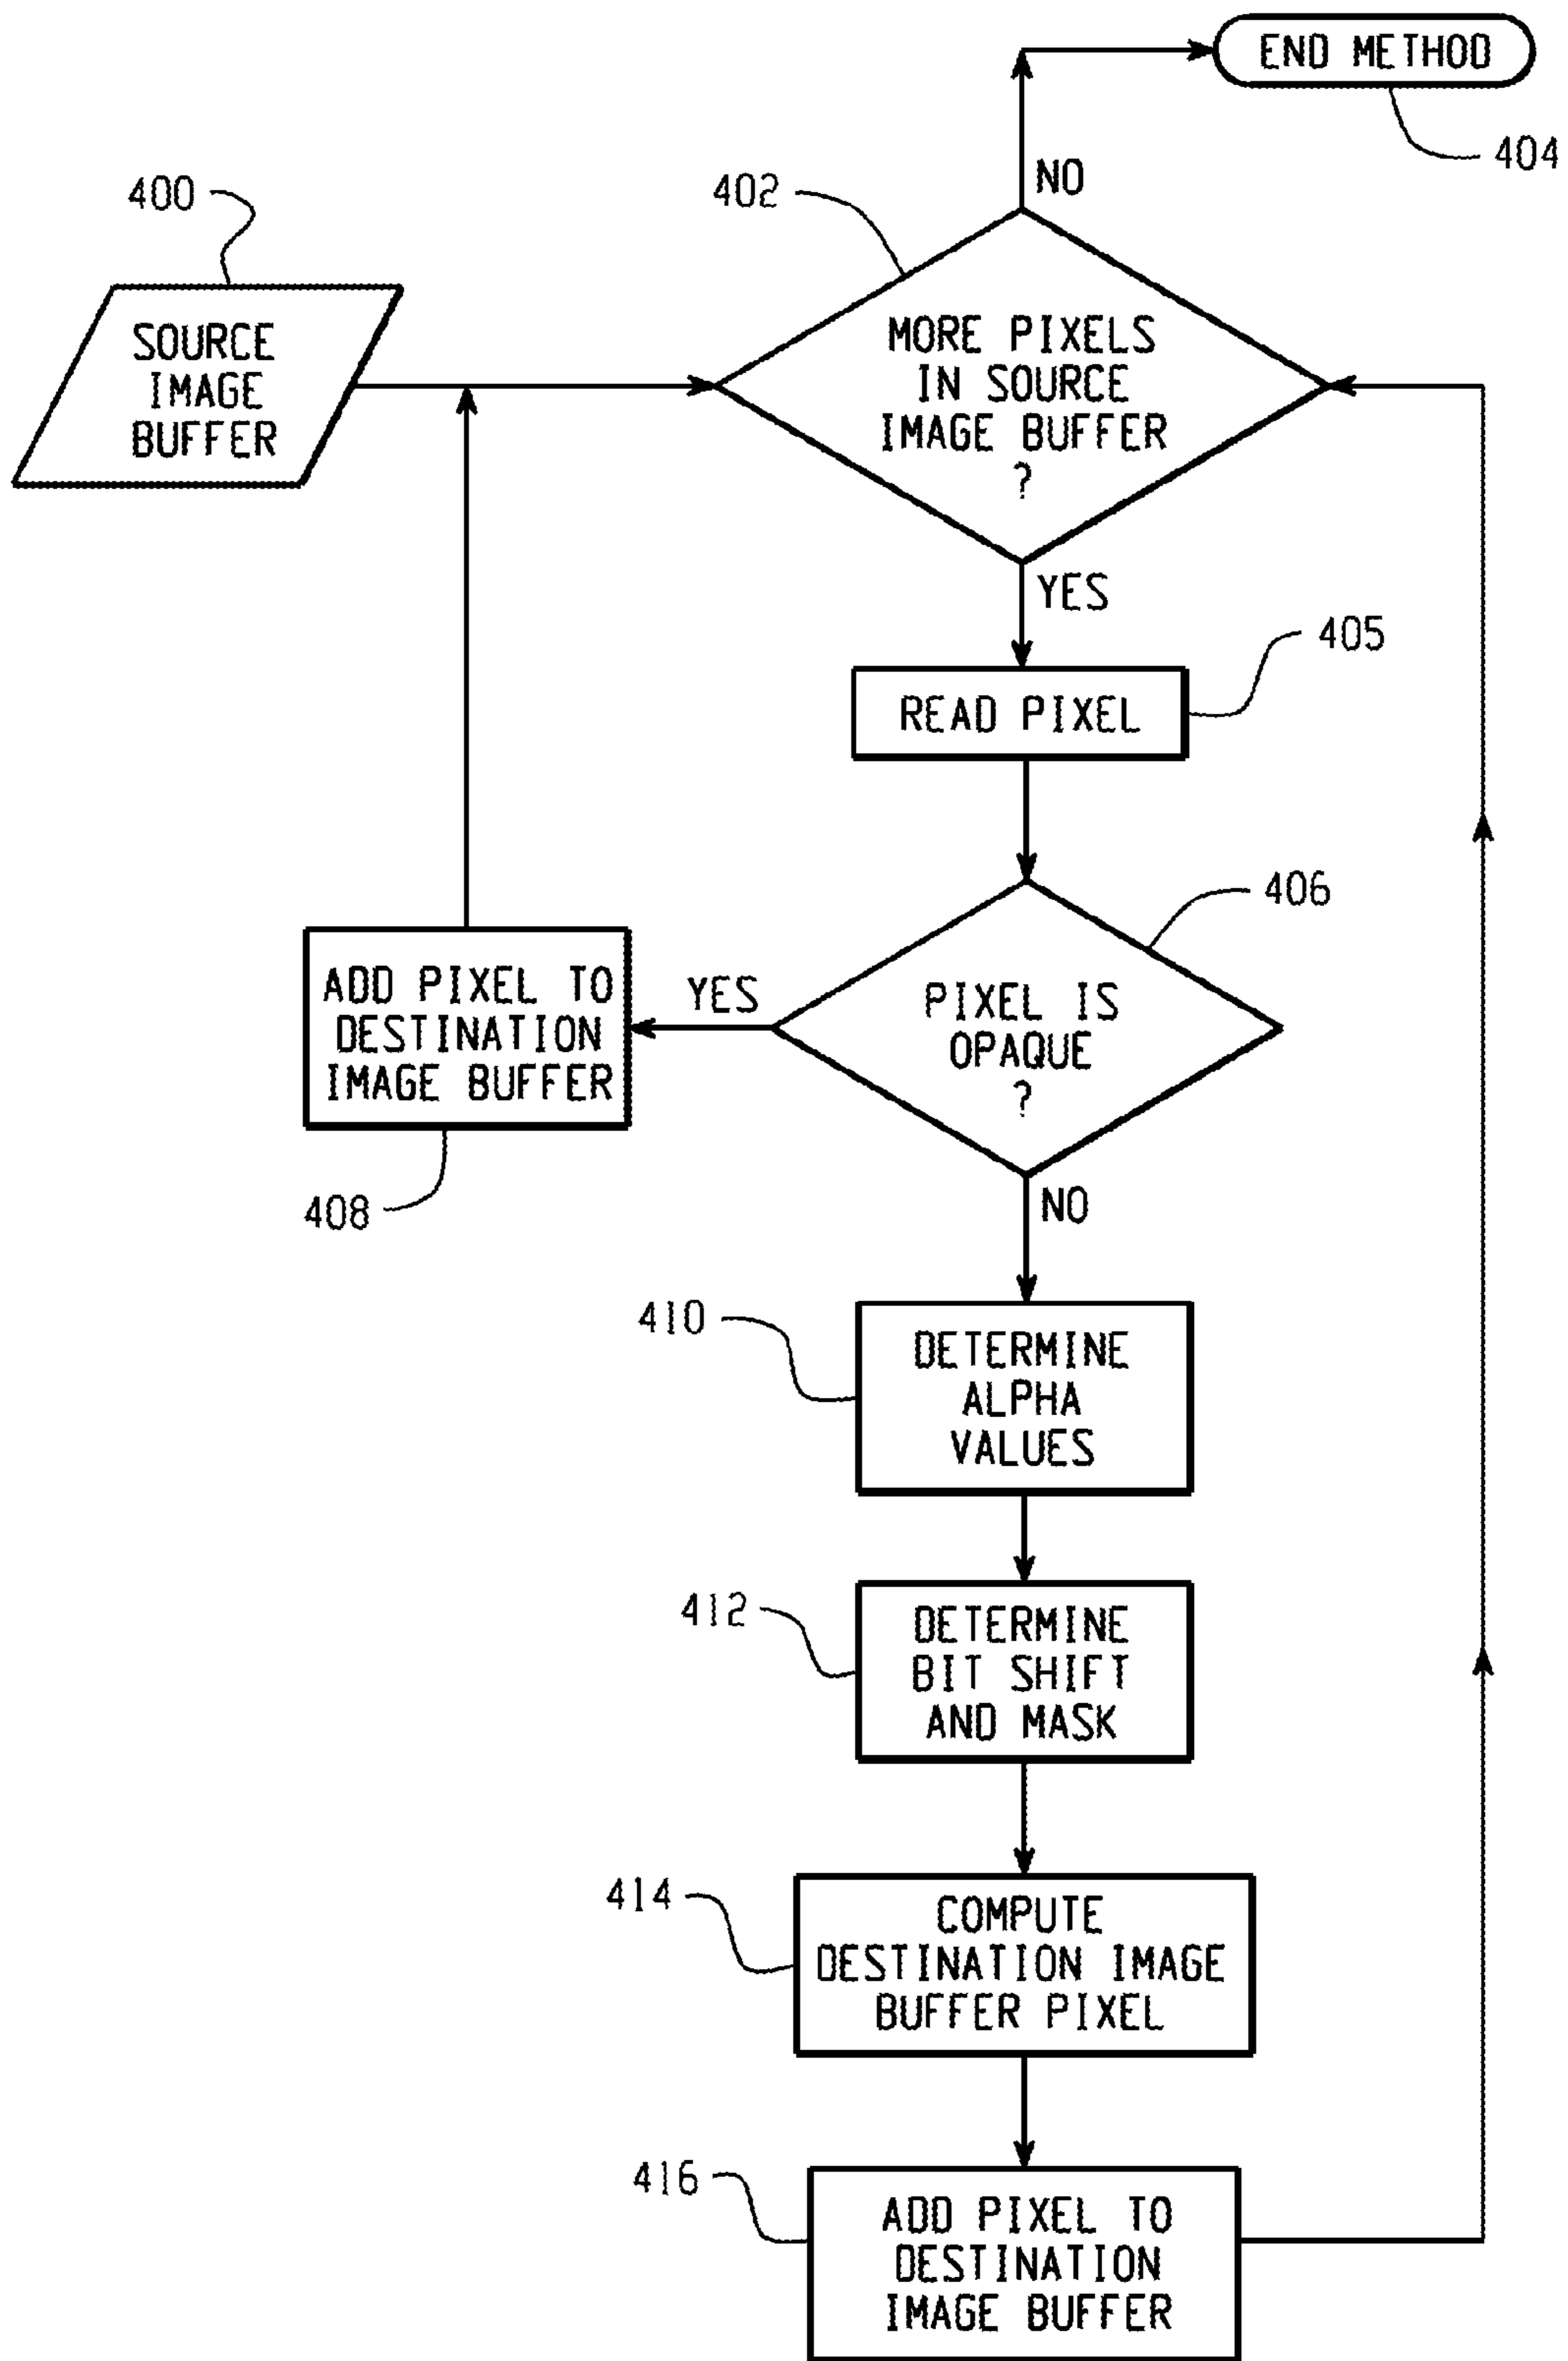 END METHOD
404
NO
402
400
MORE PIXELS
IN SOURCE
IMAGE BUFFER
?
SOURCE
IMAGE
BUFFER
YES
405
READ PIXEL
406
ADD PIXEL TO
DESTINATION
IMAGE BUFFER
YES
PIXEL IS
OPAQUE
?
408
NO
410
DETERMINE
ALPHA
VALUES
412
DETERMINE
BIT SHIFT
AND MASK
414
COMPUTE
DESTINATION IMAGE
BUFFER PIXEL
416
ADD PIXEL TO
DESTINATION
IMAGE BUFFER